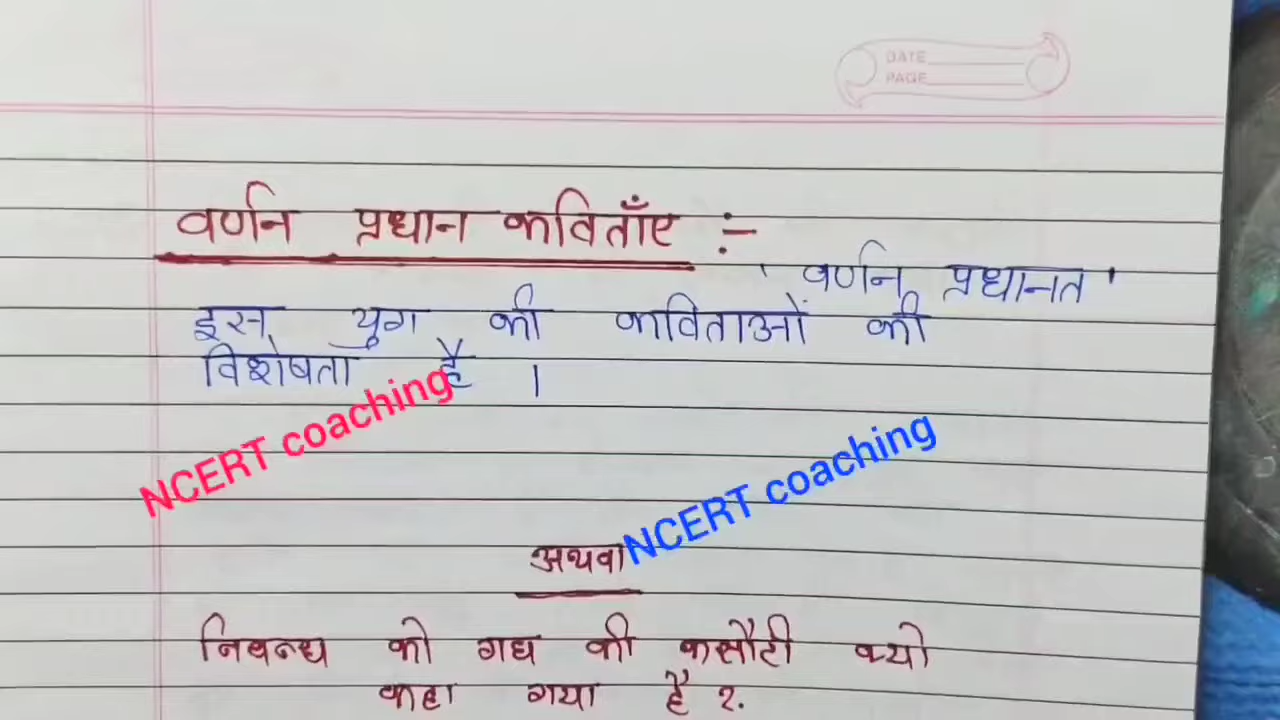 DATE
PAGE
वर्णन प्रधान कविताँए :-
' वर्णन प्रधानत '
इस युग की कविताओं की
विशेषता है ।
NCERT coaching
NCERT coaching
अथवा
निबन्ध को गद्य की कसौटी क्यो
कहा गया है ?.